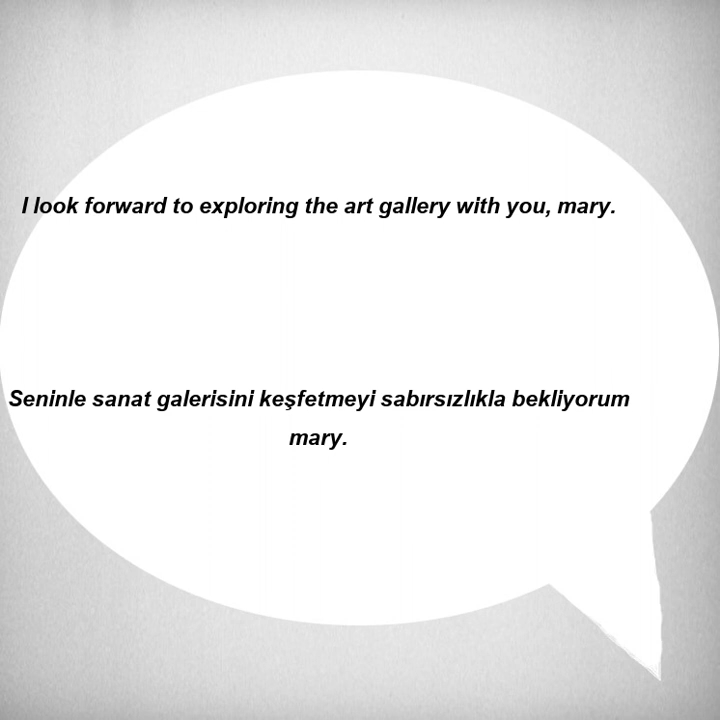 I look forward to exploring the art gallery with you, mary.
Seninle sanat galerisini keşfetmeyi sabırsızlıkla bekliyorum
mary.